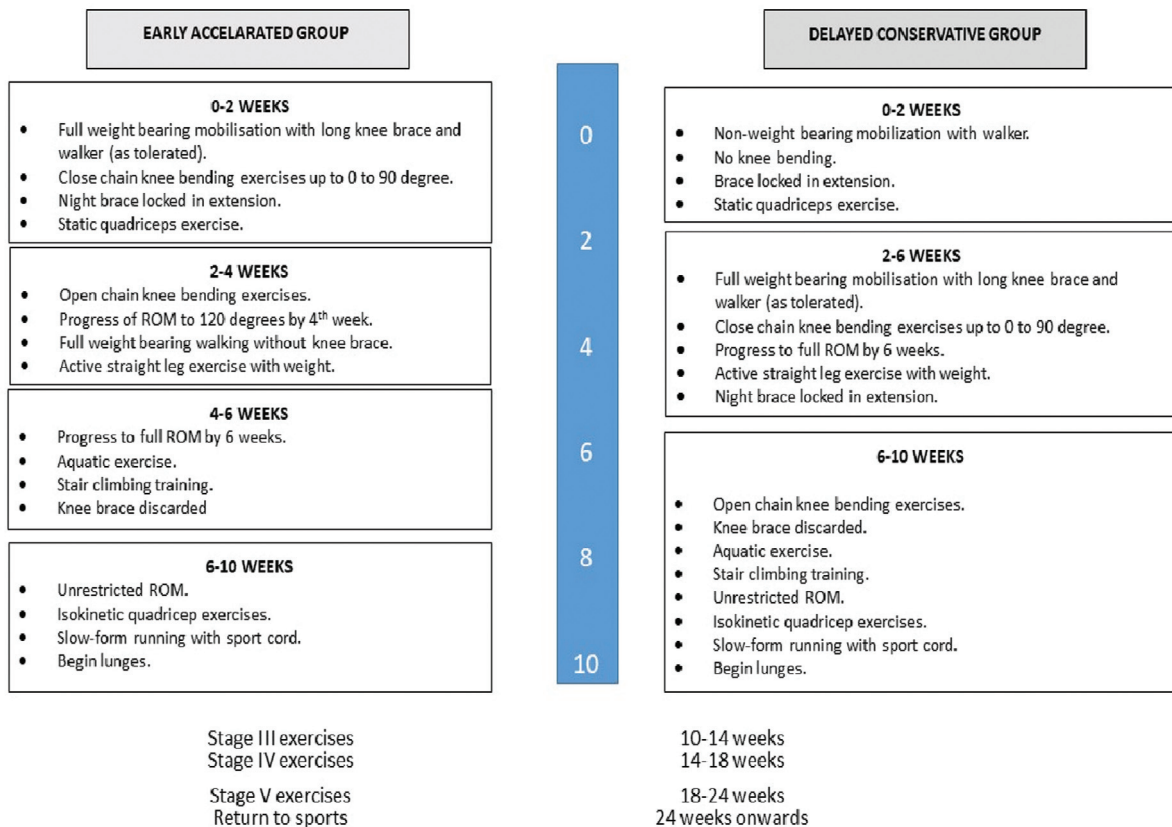 EARLY ACCELARATED GROUP
0-2 WEEKS
• Full weight bearing mobilisation with long knee brace and
walker (as tolerated).
• Close chain knee bending exercises up to 0 to 90 degree.
• Night brace locked in extension.
• Static quadriceps exercise.
2-4 WEEKS
• Open chain knee bending exercises.
• Progress of ROM to 120 degrees by 4th week.
• Full weight bearing walking without knee brace.
• Active straight leg exercise with weight.
4-6 WEEKS
• Progress to full ROM by 6 weeks.
• Aquatic exercise.
• Stair climbing training.
• Knee brace discarded
6-10 WEEKS
• Unrestricted ROM.
• Isokinetic quadricep exercises.
• Slow-form running with sport cord.
• Begin lunges.
0
2
4
6
8
10
DELAYED CONSERVATIVE GROUP
0-2 WEEKS
• Non-weight bearing mobilization with walker.
• No knee bending.
• Brace locked in extension.
• Static quadriceps exercise.
2-6 WEEKS
• Full weight bearing mobilisation with long knee brace and
walker (as tolerated).
• Close chain knee bending exercises up to 0 to 90 degree.
• Progress to full ROM by 6 weeks.
• Active straight leg exercise with weight.
• Night brace locked in extension.
6-10 WEEKS
• Open chain knee bending exercises.
• Knee brace discarded.
• Aquatic exercise.
• Stair climbing training.
• Unrestricted ROM.
• Isokinetic quadricep exercises.
• Slow-form running with sport cord.
• Begin lunges.
Stage III exercises 10-14 weeks
Stage IV exercises 14-18 weeks
Stage V exercises 18-24 weeks
Return to sports 24 weeks onwards